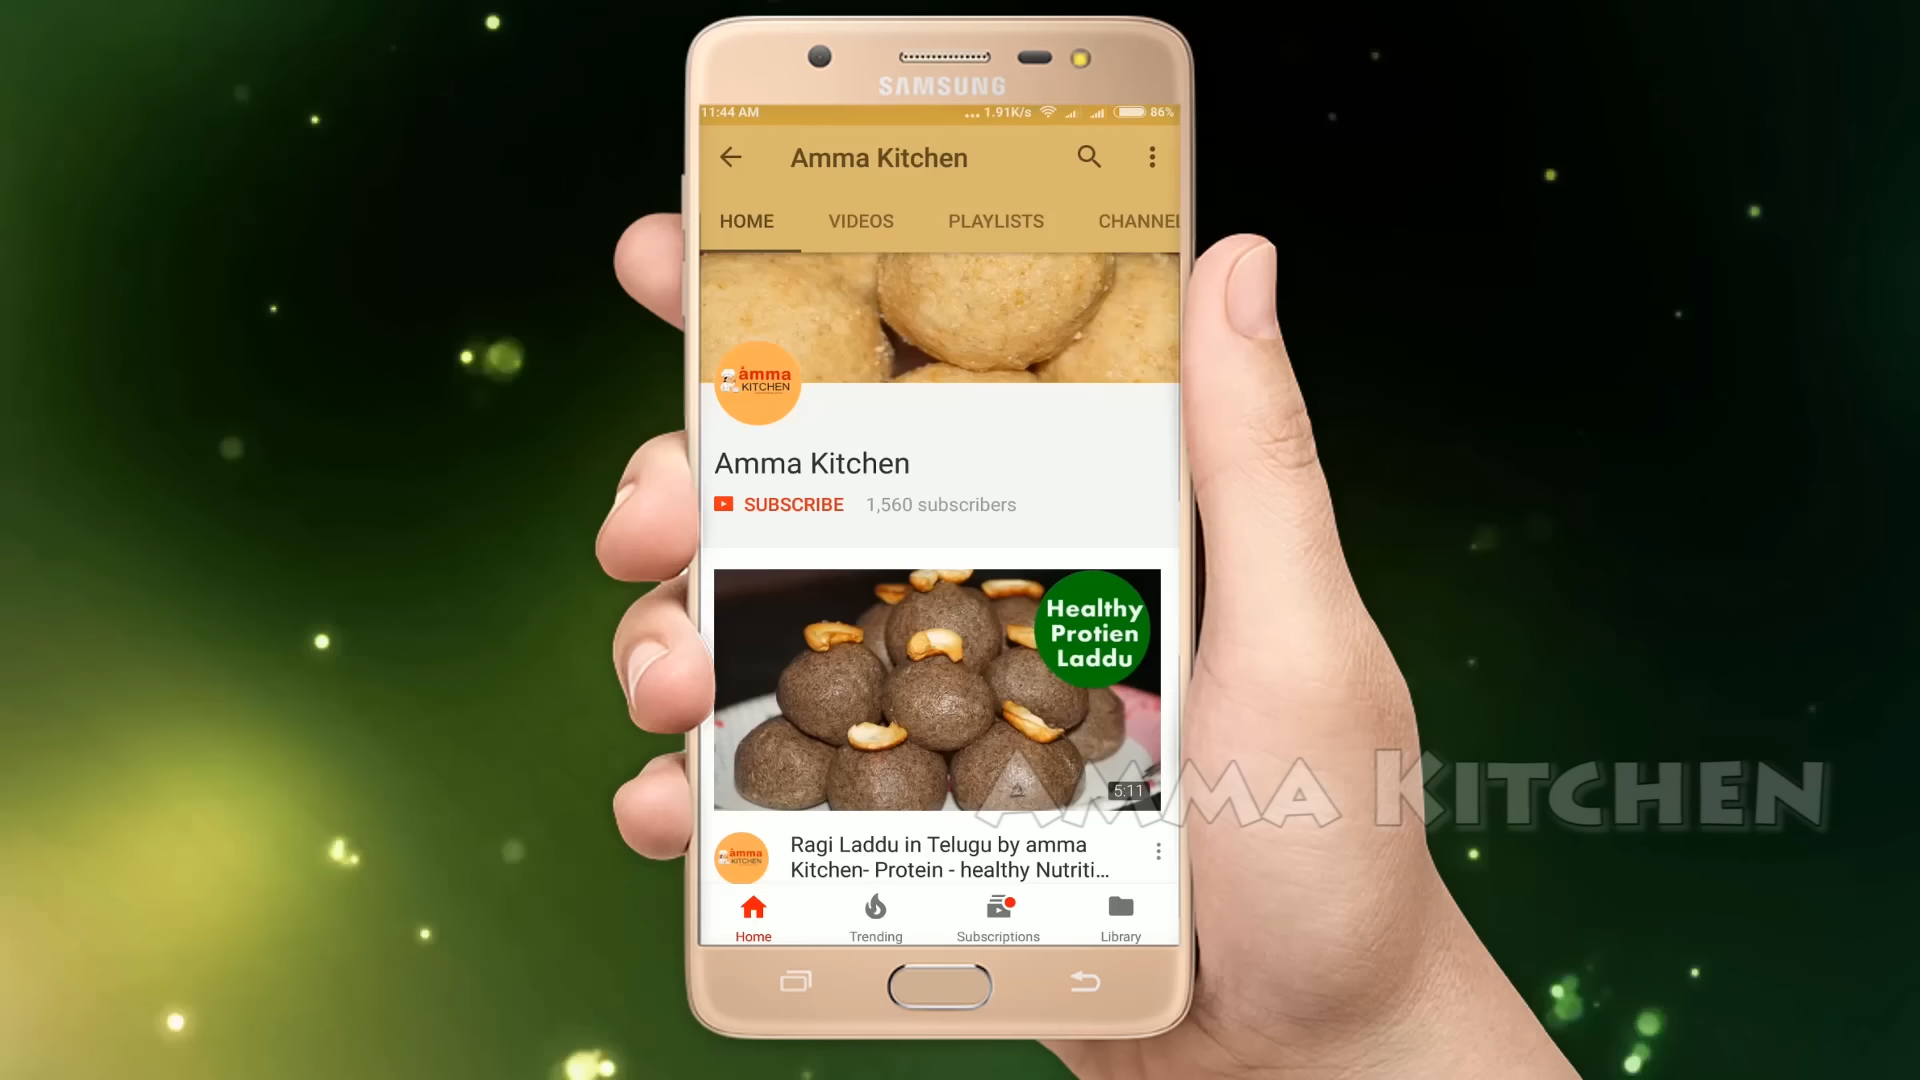 SAMSUNG
11:44 AM
... 1.91K/s
86%
Amma Kitchen
HOME VIDEOS PLAYLISTS CHANNEL
amma
KITCHEN
Amma Kitchen
SUBSCRIBE 1,560 subscribers
Healthy
Protien
Laddu
5:11
AMMA KITCHEN
amma
KITCHEN
Ragi Laddu in Telugu by amma
Kitchen- Protein - healthy Nutriti...
Home Trending Subscriptions Library